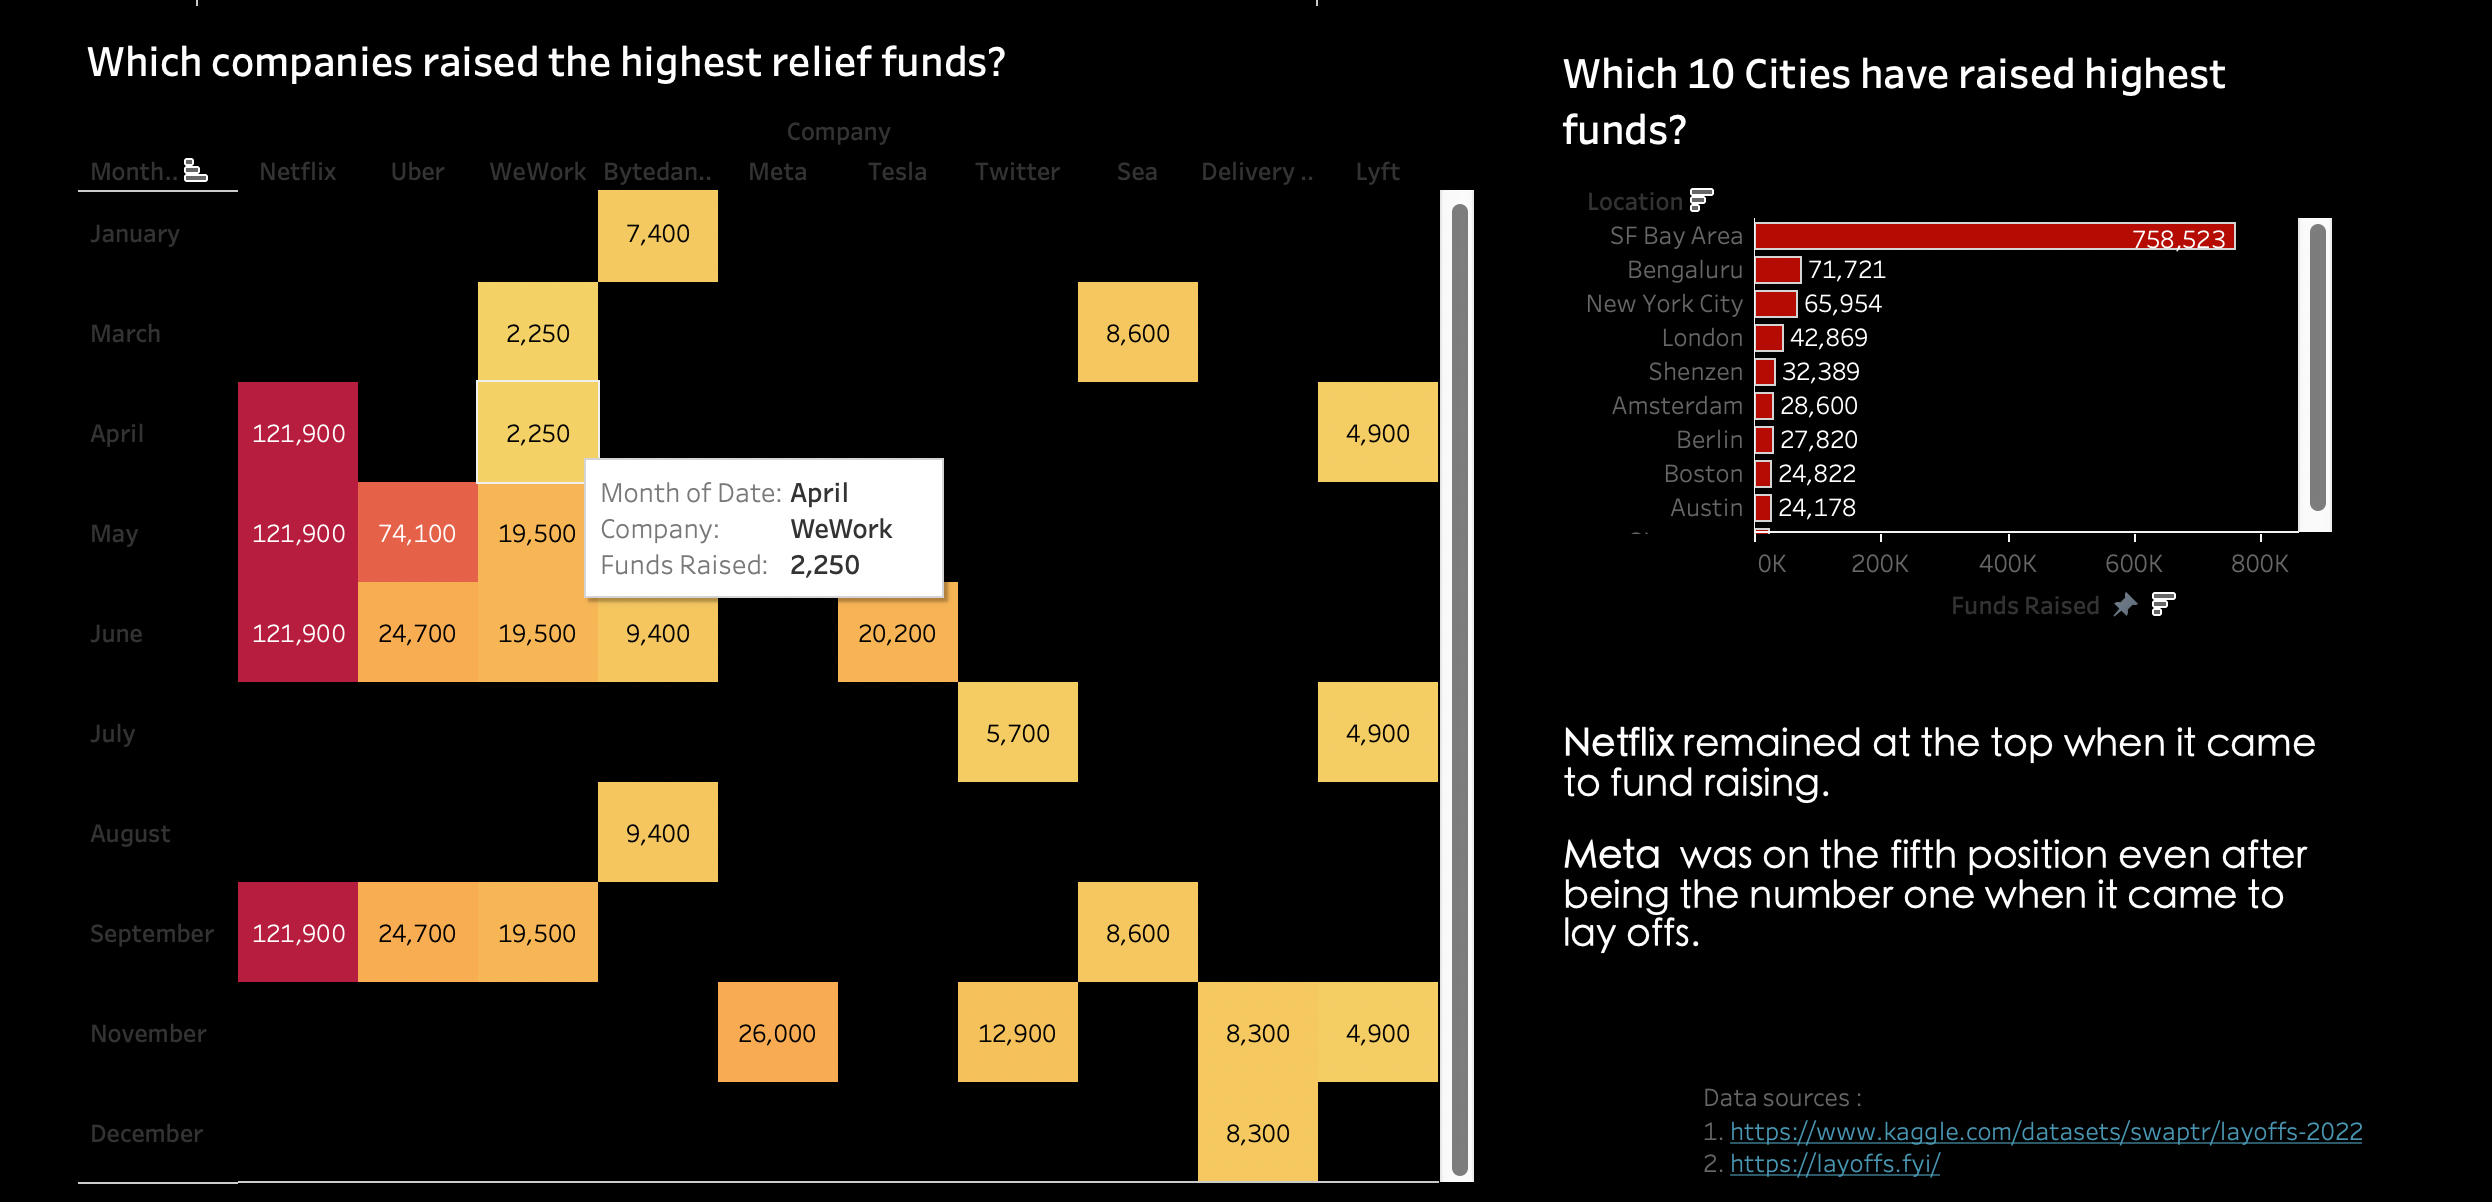 Which companies raised the highest relief funds?
Company
Month.. Netflix Uber WeWork Bytedan.. Meta Tesla Twitter Sea Delivery .. Lyft
January 7,400
March 2,250 8,600
April 121,900 2,250 4,900
May 121,900 74,100 19,500
June 121,900 24,700 19,500 9,400 20,200
July 5,700 4,900
August 9,400
September 121,900 24,700 19,500 8,600
November 26,000 12,900 8,300 4,900
December 8,300
Month of Date: April
Company: WeWork
Funds Raised: 2,250
Which 10 Cities have raised highest
funds?
Location
SF Bay Area 758,523
Bengaluru 71,721
New York City 65,954
London 42,869
Shenzen 32,389
Amsterdam 28,600
Berlin 27,820
Boston 24,822
Austin 24,178
0K 200K 400K 600K 800K
Funds Raised
Netflix remained at the top when it came
to fund raising.
Meta was on the fifth position even after
being the number one when it came to
lay offs.
Data sources :
1. https://www.kaggle.com/datasets/swaptr/layoffs-2022
2. https://layoffs.fyi/